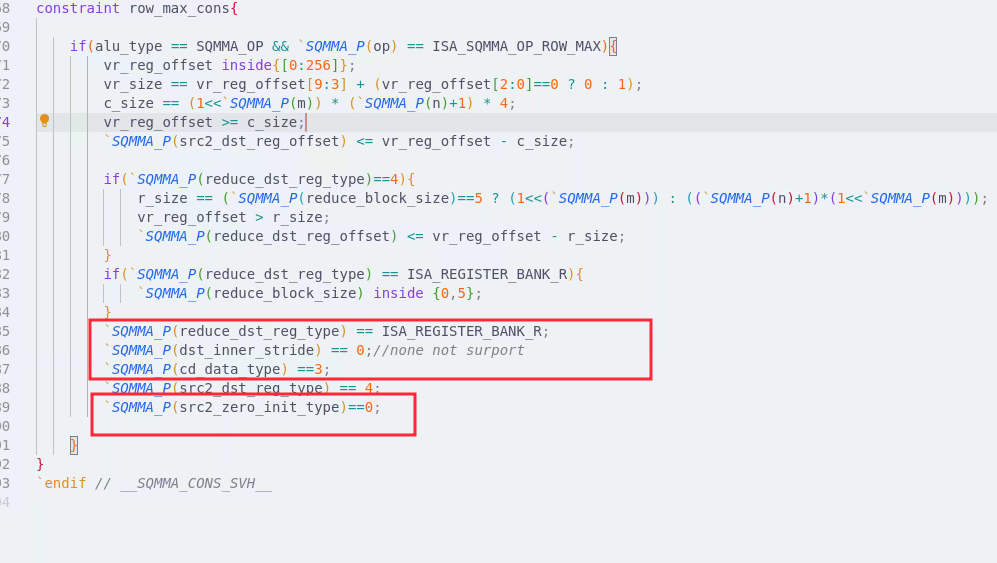 68 constraint row_max_cons{
69
70 if(alu_type == SQMMA_OP && `SQMMA_P(op) == ISA_SQMMA_OP_ROW_MAX){
71 vr_reg_offset inside{[0:256]};
72 vr_size == vr_reg_offset[9:3] + (vr_reg_offset[2:0]==0 ? 0 : 1);
73 c_size == (1<<`SQMMA_P(m)) * (`SQMMA_P(n)+1) * 4;
74 vr_reg_offset >= c_size;
75 `SQMMA_P(src2_dst_reg_offset) <= vr_reg_offset - c_size;
76
77 if(`SQMMA_P(reduce_dst_reg_type)==4){
78 r_size == (`SQMMA_P(reduce_block_size)==5 ? (1<<(`SQMMA_P(m))) : ((`SQMMA_P(n)+1)*(1<<`SQMMA_P(m))));
79 vr_reg_offset > r_size;
80 `SQMMA_P(reduce_dst_reg_offset) <= vr_reg_offset - r_size;
81 }
82 if(`SQMMA_P(reduce_dst_reg_type) == ISA_REGISTER_BANK_R){
83 `SQMMA_P(reduce_block_size) inside {0,5};
84 }
85 `SQMMA_P(reduce_dst_reg_type) == ISA_REGISTER_BANK_R;
86 `SQMMA_P(dst_inner_stride) == 0;//none not surport
87 `SQMMA_P(cd_data_type) ==3;
88 `SQMMA_P(src2_dst_reg_type) == 4;
89 `SQMMA_P(src2_zero_init_type)==0;
90
91 }
92 }
93 `endif // __SQMMA_CONS_SVH__
94